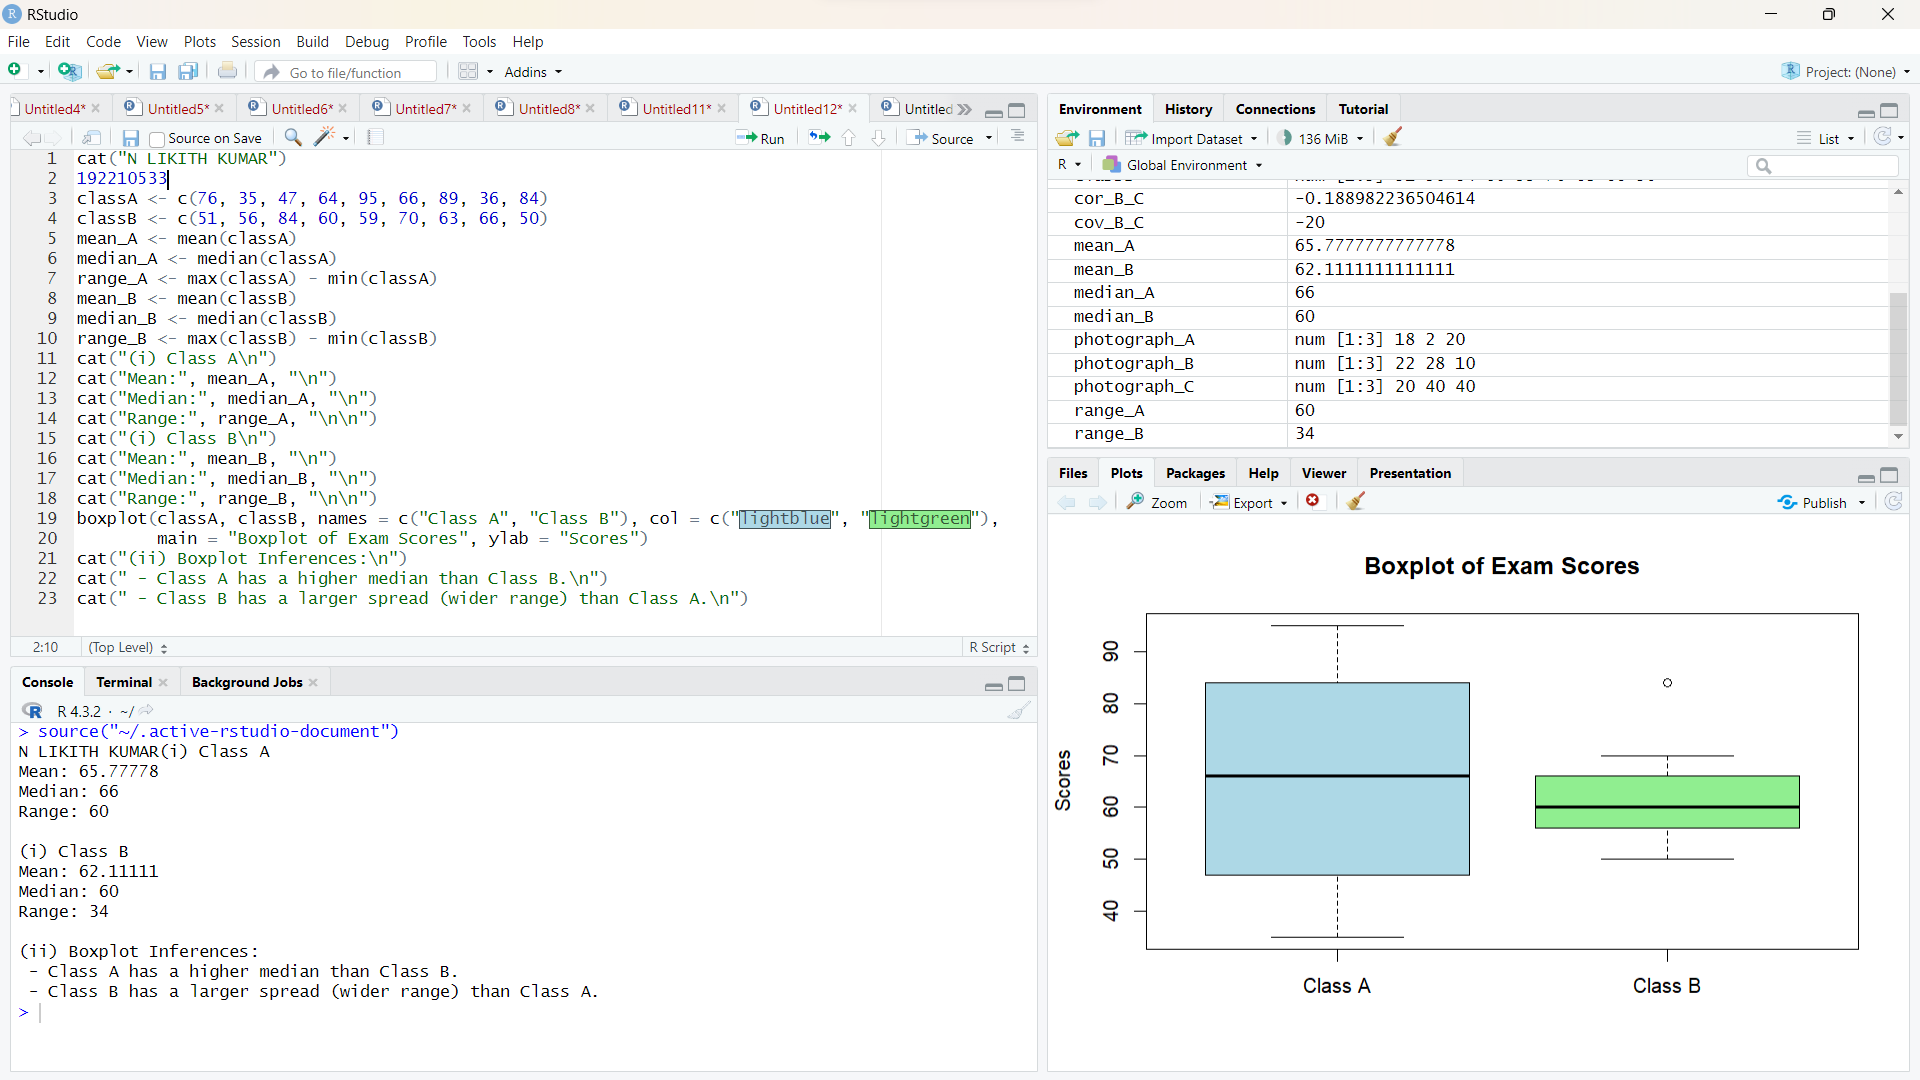 RStudio
File Edit Code View Plots Session Build Debug Profile Tools Help
Go to file/function Addins Project: (None)
Untitled4* Untitled5* Untitled6* Untitled7* Untitled8* Untitled11* Untitled12* Untitled
Source on Save Run Source
1 cat("N LIKITH KUMAR")
2 192210533
3 classA <- c(76, 35, 47, 64, 95, 66, 89, 36, 84)
4 classB <- c(51, 56, 84, 60, 59, 70, 63, 66, 50)
5 mean_A <- mean(classA)
6 median_A <- median(classA)
7 range_A <- max(classA) - min(classA)
8 mean_B <- mean(classB)
9 median_B <- median(classB)
10 range_B <- max(classB) - min(classB)
11 cat("(i) Class A\n")
12 cat("Mean:", mean_A, "\n")
13 cat("Median:", median_A, "\n")
14 cat("Range:", range_A, "\n\n")
15 cat("(i) Class B\n")
16 cat("Mean:", mean_B, "\n")
17 cat("Median:", median_B, "\n")
18 cat("Range:", range_B, "\n\n")
19 boxplot(classA, classB, names = c("Class A", "Class B"), col = c("lightblue", "lightgreen"),
20 main = "Boxplot of Exam Scores", ylab = "Scores")
21 cat("(ii) Boxplot Inferences:\n")
22 cat(" - Class A has a higher median than Class B.\n")
23 cat(" - Class B has a larger spread (wider range) than Class A.\n")
2:10 (Top Level) R Script
Console Terminal Background Jobs
R 4.3.2 · ~/
> source("~/.active-rstudio-document")
N LIKITH KUMAR(i) Class A
Mean: 65.77778
Median: 66
Range: 60
(i) Class B
Mean: 62.11111
Median: 60
Range: 34
(ii) Boxplot Inferences:
- Class A has a higher median than Class B.
- Class B has a larger spread (wider range) than Class A.
>
Environment History Connections Tutorial
Import Dataset 136 MiB List
R Global Environment
cor_B_C -0.188982236504614
cov_B_C -20
mean_A 65.7777777777778
mean_B 62.1111111111111
median_A 66
median_B 60
photograph_A num [1:3] 18 2 20
photograph_B num [1:3] 22 28 10
photograph_C num [1:3] 20 40 40
range_A 60
range_B 34
Files Plots Packages Help Viewer Presentation
Zoom Export Publish
Boxplot of Exam Scores
Scores
90
80
70
60
50
40
Class A Class B